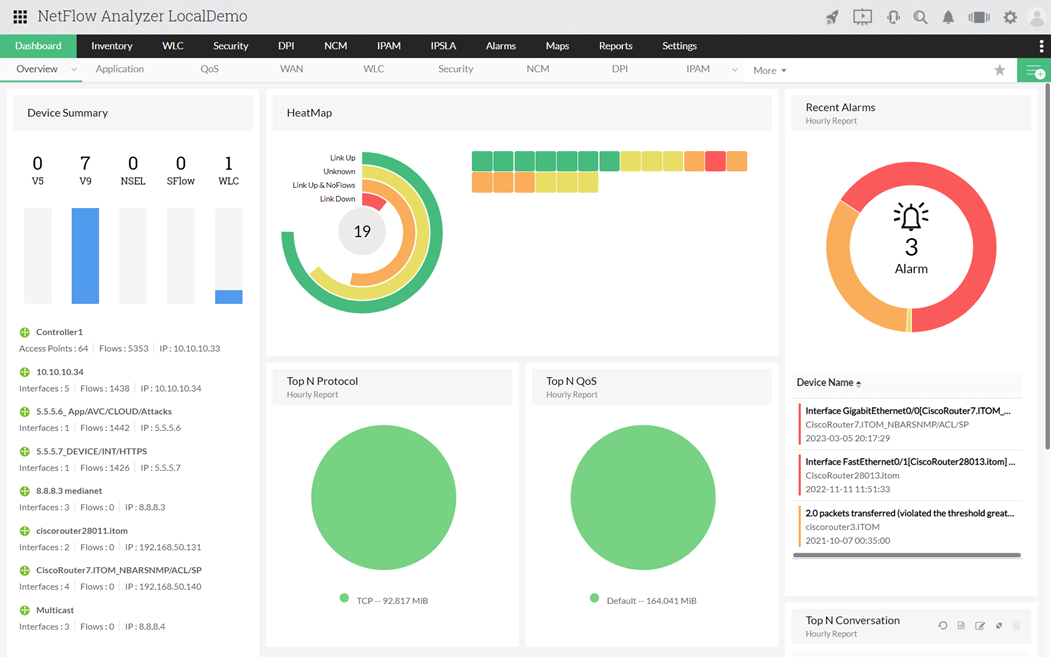 NetFlow Analyzer LocalDemo
Dashboard Inventory WLC Security DPI NCM IPAM IPSLA Alarms Maps Reports Settings
Overview Application QoS WAN WLC Security NCM DPI IPAM More
Device Summary
0 7 0 0 1
V5 V9 NSEL SFlow WLC
Controller1
Access Points : 64 Flows : 5353 IP : 10.10.10.33
10.10.10.34
Interfaces : 5 Flows : 1438 IP : 10.10.10.34
5.5.5.6_App/AVC/CLOUD/Attacks
Interfaces : 1 Flows : 1442 IP : 5.5.5.6
5.5.5.7_DEVICE/INT/HTTPS
Interfaces : 1 Flows : 1426 IP : 5.5.5.7
8.8.8.3 medianet
Interfaces : 3 Flows : 0 IP : 8.8.8.3
ciscorouter28011.itom
Interfaces : 2 Flows : 0 IP : 192.168.50.131
CiscoRouter7.ITOM_NBARSNMP/ACL/SP
Interfaces : 4 Flows : 0 IP : 192.168.50.140
Multicast
Interfaces : 3 Flows : 0 IP : 8.8.8.4
HeatMap
Link Up
Unknown
Link Up & NoFlows
Link Down
19
Top N Protocol
Hourly Report
TCP -- 92.817 MiB
Top N QoS
Hourly Report
Default -- 164.041 MiB
Recent Alarms
Hourly Report
3
Alarm
Device Name
Interface GigabitEthernet0/0[CiscoRouter7.ITOM_...
CiscoRouter7.ITOM_NBARSNMP/ACL/SP
2023-03-05 20:17:29
Interface FastEthernet0/1[CiscoRouter28013.itom] ...
CiscoRouter28013.itom
2022-11-11 11:51:33
2.0 packets transferred (violated the threshold great...
ciscorouter3.ITOM
2021-10-07 00:35:00
Top N Conversation
Hourly Report